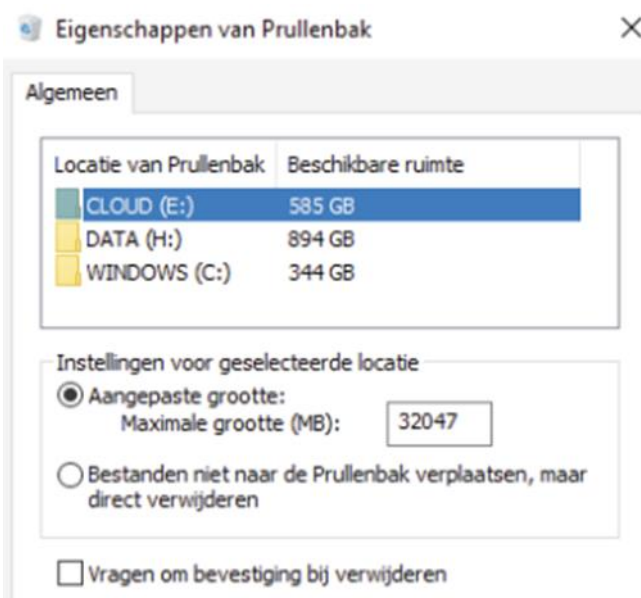 Eigenschappen van Prullenbak
Algemeen
Locatie van Prullenbak Beschikbare ruimte
CLOUD (E:) 585 GB
DATA (H:) 894 GB
WINDOWS (C:) 344 GB
Instellingen voor geselecteerde locatie
Aangepaste grootte:
Maximale grootte (MB): 32047
Bestanden niet naar de Prullenbak verplaatsen, maar
direct verwijderen
Vragen om bevestiging bij verwijderen